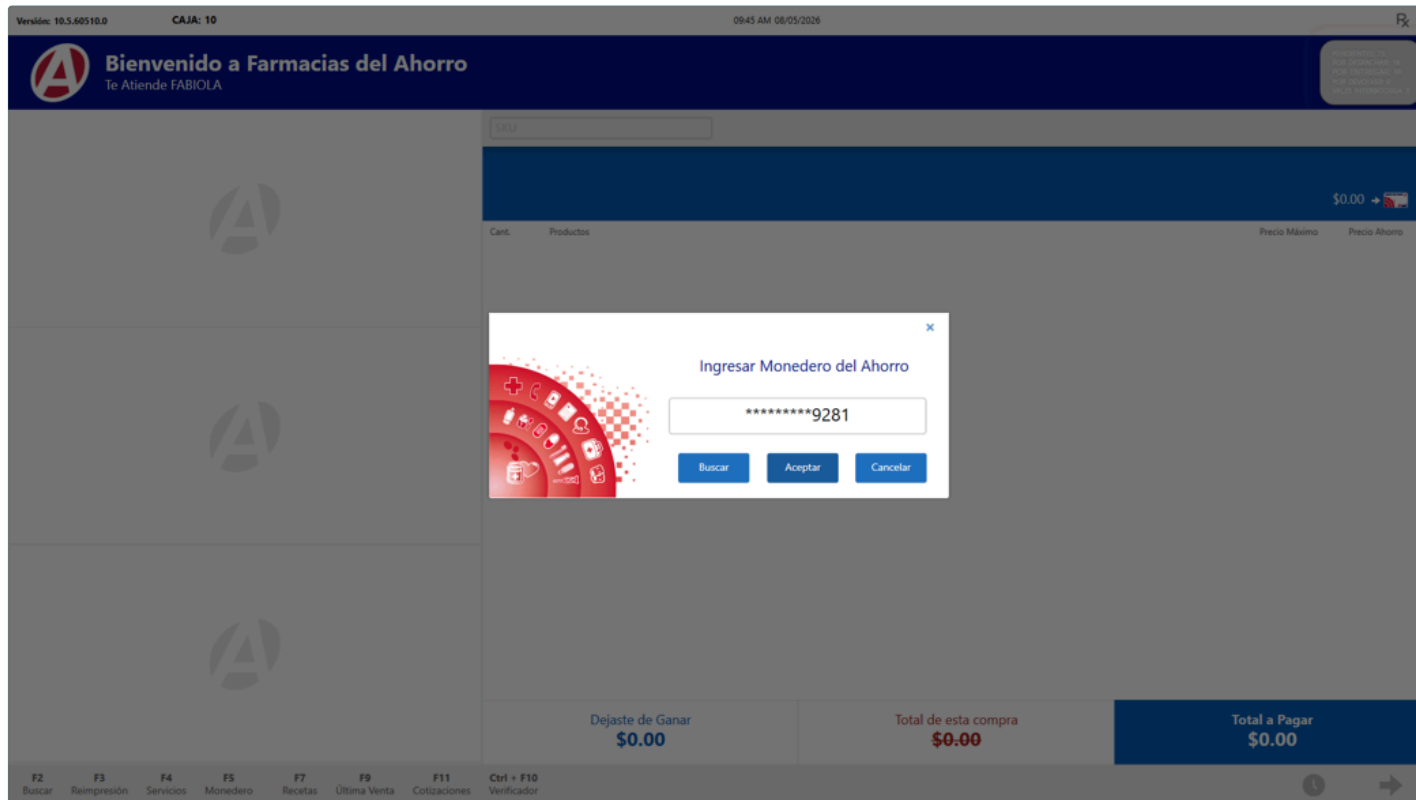 Versión: 10.5.60510.0 CAJA: 10 09:45 AM 08/05/2026
Bienvenido a Farmacias del Ahorro
Te Atiende FABIOLA
SKU
$0.00
Cant. Productos Precio Máximo Precio Ahorro
Ingresar Monedero del Ahorro
*********9281
Buscar Aceptar Cancelar
Dejaste de Ganar Total de esta compra Total a Pagar
$0.00 $0.00 $0.00
F2 F3 F4 F5 F7 F9 F11 Ctrl + F10
Buscar Reimpresión Servicios Monedero Recetas Última Venta Cotizaciones Verificador